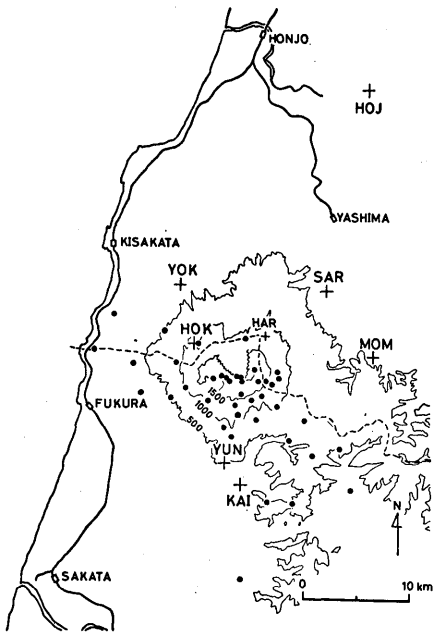 HONJO
HOJ
YASHIMA
KISAKATA
YOK
SAR
HOK
HAR
MOM
1500
1000
500
FUKURA
YUN
KAI
N
SAKATA
0
10 km